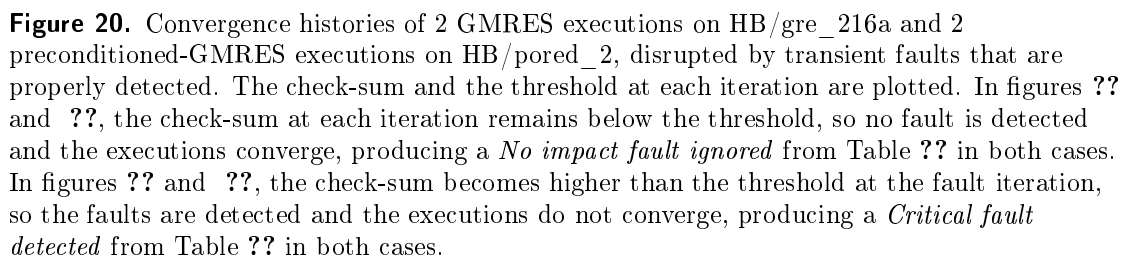 Figure 20. Convergence histories of 2 GMRES executions on HB/gre_216a and 2
preconditioned-GMRES executions on HB/pored_2, disrupted by transient faults that are
properly detected. The check-sum and the threshold at each iteration are plotted. In figures ??
and ??, the check-sum at each iteration remains below the threshold, so no fault is detected
and the executions converge, producing a No impact fault ignored from Table ?? in both cases.
In figures ?? and ??, the check-sum becomes higher than the threshold at the fault iteration,
so the faults are detected and the executions do not converge, producing a Critical fault
detected from Table ?? in both cases.